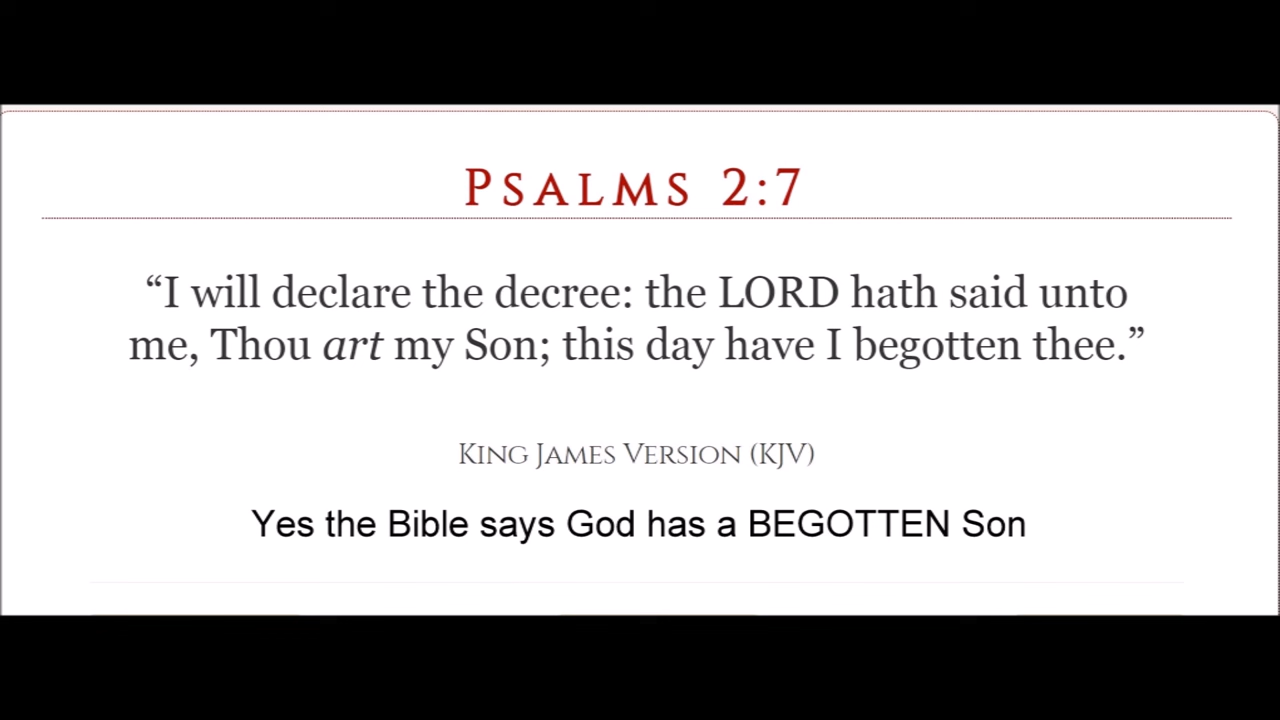 PSALMS 2:7
“I will declare the decree: the LORD hath said unto
me, Thou art my Son; this day have I begotten thee.”
KING JAMES VERSION (KJV)
Yes the Bible says God has a BEGOTTEN Son